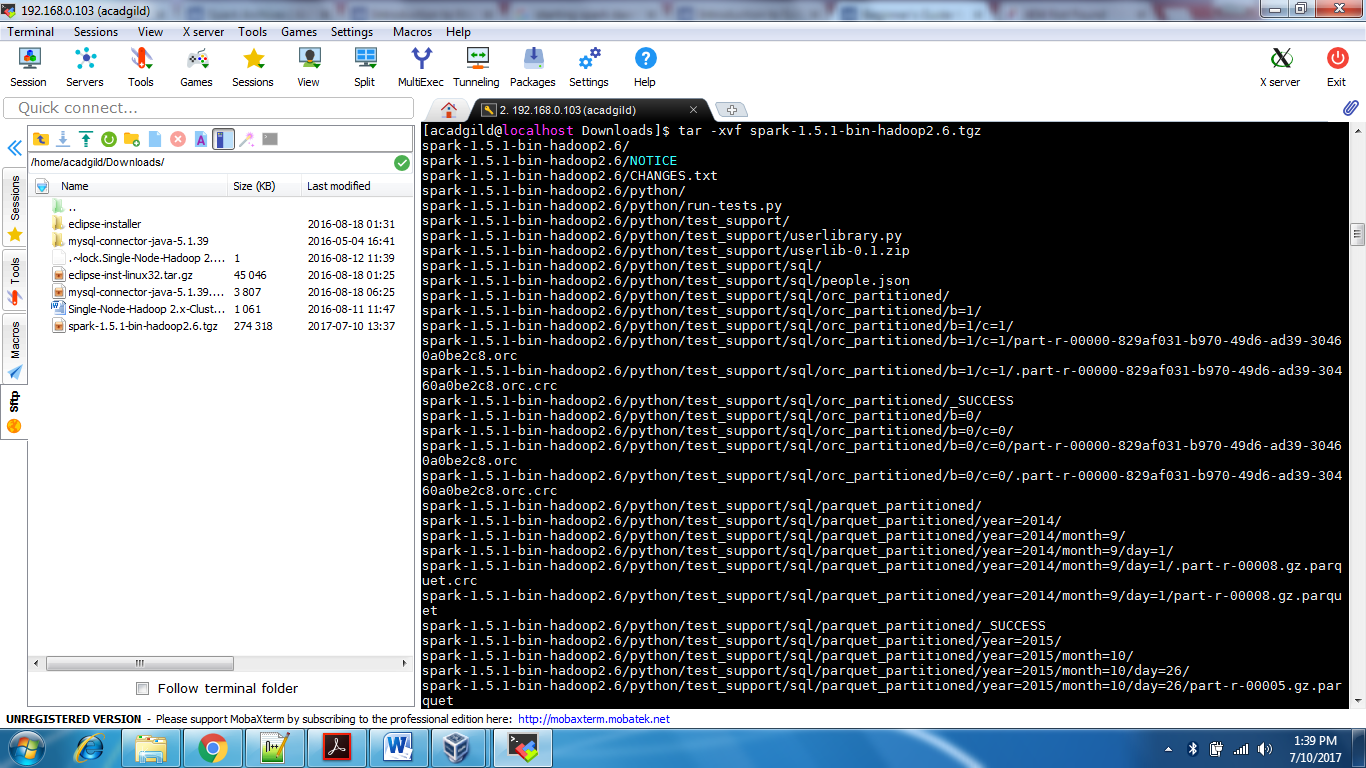 192.168.0.103 (acadgild)
Terminal Sessions View X server Tools Games Settings Macros Help
Session Servers Tools Games Sessions View Split MultiExec Tunneling Packages Settings Help X server Exit
Quick connect...
2. 192.168.0.103 (acadgild)
Sessions
Tools
Macros
Sftp
/home/acadgild/Downloads/
Name Size (KB) Last modified
..
eclipse-installer 2016-08-18 01:31
mysql-connector-java-5.1.39 2016-05-04 16:41
.~lock.Single-Node-Hadoop 2.... 1 2016-08-12 11:39
eclipse-inst-linux32.tar.gz 45 046 2016-08-18 01:25
mysql-connector-java-5.1.39.... 3 807 2016-08-18 06:25
Single-Node-Hadoop 2.x-Clust... 1 061 2016-08-11 11:47
spark-1.5.1-bin-hadoop2.6.tgz 274 318 2017-07-10 13:37
Follow terminal folder
[acadgild@localhost Downloads]$ tar -xvf spark-1.5.1-bin-hadoop2.6.tgz
spark-1.5.1-bin-hadoop2.6/
spark-1.5.1-bin-hadoop2.6/NOTICE
spark-1.5.1-bin-hadoop2.6/CHANGES.txt
spark-1.5.1-bin-hadoop2.6/python/
spark-1.5.1-bin-hadoop2.6/python/run-tests.py
spark-1.5.1-bin-hadoop2.6/python/test_support/
spark-1.5.1-bin-hadoop2.6/python/test_support/userlibrary.py
spark-1.5.1-bin-hadoop2.6/python/test_support/userlib-0.1.zip
spark-1.5.1-bin-hadoop2.6/python/test_support/sql/
spark-1.5.1-bin-hadoop2.6/python/test_support/sql/people.json
spark-1.5.1-bin-hadoop2.6/python/test_support/sql/orc_partitioned/
spark-1.5.1-bin-hadoop2.6/python/test_support/sql/orc_partitioned/b=1/
spark-1.5.1-bin-hadoop2.6/python/test_support/sql/orc_partitioned/b=1/c=1/
spark-1.5.1-bin-hadoop2.6/python/test_support/sql/orc_partitioned/b=1/c=1/part-r-00000-829af031-b970-49d6-ad39-3046
0a0be2c8.orc
spark-1.5.1-bin-hadoop2.6/python/test_support/sql/orc_partitioned/b=1/c=1/.part-r-00000-829af031-b970-49d6-ad39-304
60a0be2c8.orc.crc
spark-1.5.1-bin-hadoop2.6/python/test_support/sql/orc_partitioned/_SUCCESS
spark-1.5.1-bin-hadoop2.6/python/test_support/sql/orc_partitioned/b=0/
spark-1.5.1-bin-hadoop2.6/python/test_support/sql/orc_partitioned/b=0/c=0/
spark-1.5.1-bin-hadoop2.6/python/test_support/sql/orc_partitioned/b=0/c=0/part-r-00000-829af031-b970-49d6-ad39-3046
0a0be2c8.orc
spark-1.5.1-bin-hadoop2.6/python/test_support/sql/orc_partitioned/b=0/c=0/.part-r-00000-829af031-b970-49d6-ad39-304
60a0be2c8.orc.crc
spark-1.5.1-bin-hadoop2.6/python/test_support/sql/parquet_partitioned/
spark-1.5.1-bin-hadoop2.6/python/test_support/sql/parquet_partitioned/year=2014/
spark-1.5.1-bin-hadoop2.6/python/test_support/sql/parquet_partitioned/year=2014/month=9/
spark-1.5.1-bin-hadoop2.6/python/test_support/sql/parquet_partitioned/year=2014/month=9/day=1/
spark-1.5.1-bin-hadoop2.6/python/test_support/sql/parquet_partitioned/year=2014/month=9/day=1/.part-r-00008.gz.parq
uet.crc
spark-1.5.1-bin-hadoop2.6/python/test_support/sql/parquet_partitioned/year=2014/month=9/day=1/part-r-00008.gz.parqu
et
spark-1.5.1-bin-hadoop2.6/python/test_support/sql/parquet_partitioned/_SUCCESS
spark-1.5.1-bin-hadoop2.6/python/test_support/sql/parquet_partitioned/year=2015/
spark-1.5.1-bin-hadoop2.6/python/test_support/sql/parquet_partitioned/year=2015/month=10/
spark-1.5.1-bin-hadoop2.6/python/test_support/sql/parquet_partitioned/year=2015/month=10/day=26/
spark-1.5.1-bin-hadoop2.6/python/test_support/sql/parquet_partitioned/year=2015/month=10/day=26/part-r-00005.gz.par
quet
UNREGISTERED VERSION - Please support MobaXterm by subscribing to the professional edition here: http://mobaxterm.mobatek.net
1:39 PM
7/10/2017